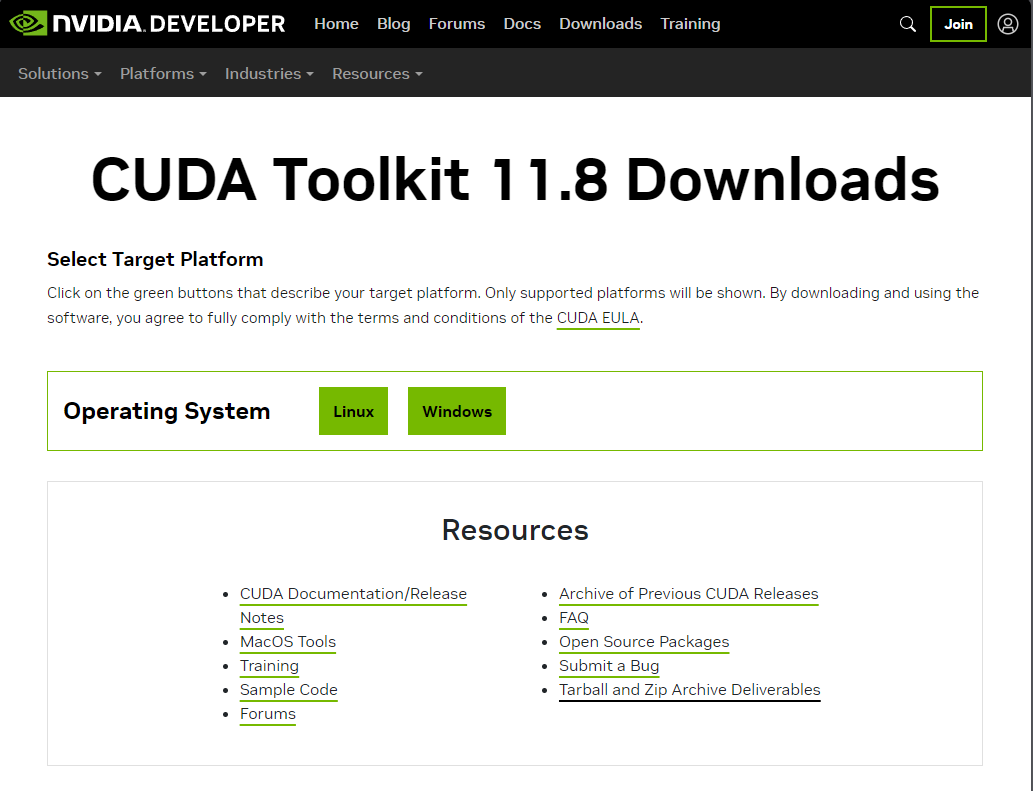 NVIDIA.DEVELOPER Home Blog Forums Docs Downloads Training Join
Solutions Platforms Industries Resources
CUDA Toolkit 11.8 Downloads
Select Target Platform
Click on the green buttons that describe your target platform. Only supported platforms will be shown. By downloading and using the
software, you agree to fully comply with the terms and conditions of the CUDA EULA.
Operating System Linux Windows
Resources
CUDA Documentation/Release
Notes
MacOS Tools
Training
Sample Code
Forums
Archive of Previous CUDA Releases
FAQ
Open Source Packages
Submit a Bug
Tarball and Zip Archive Deliverables